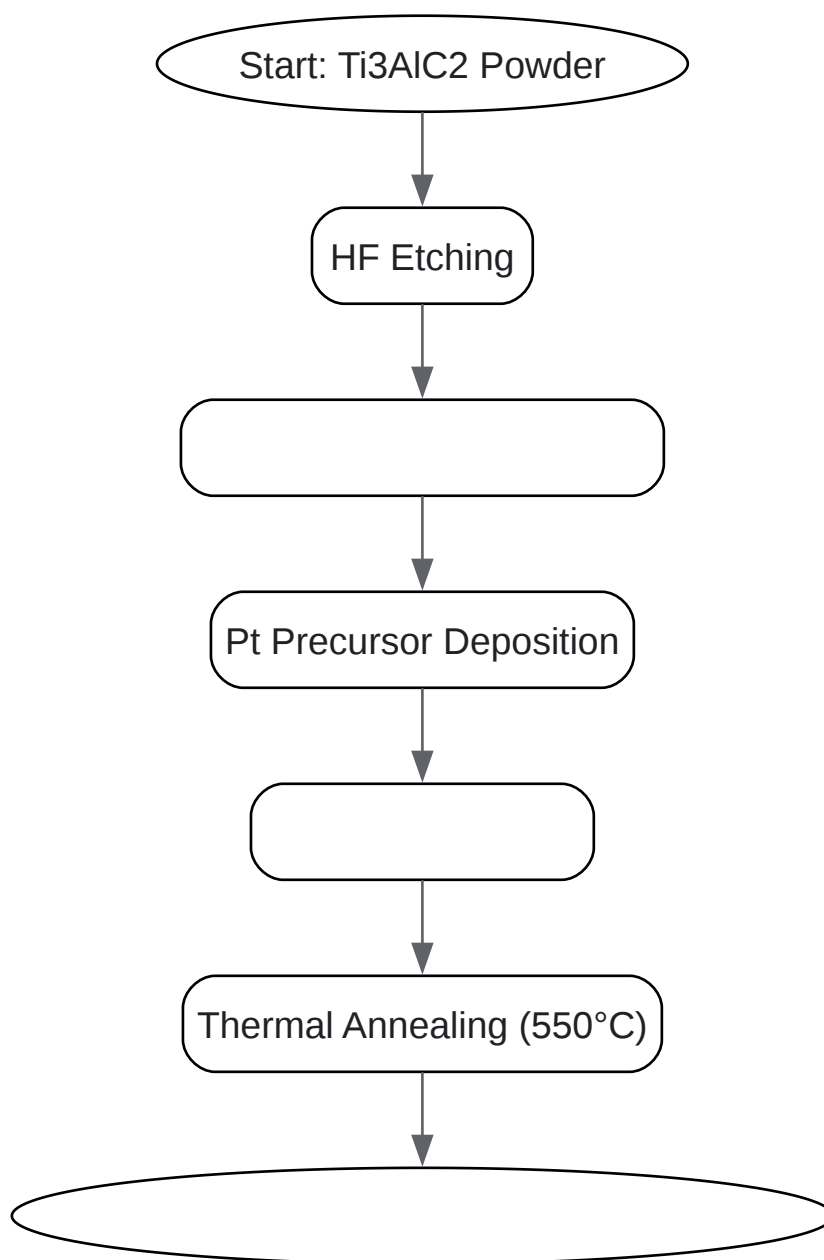 Start: Ti3AlC2 Powder
HF Etching
Pt Precursor Deposition
Thermal Annealing (550°C)